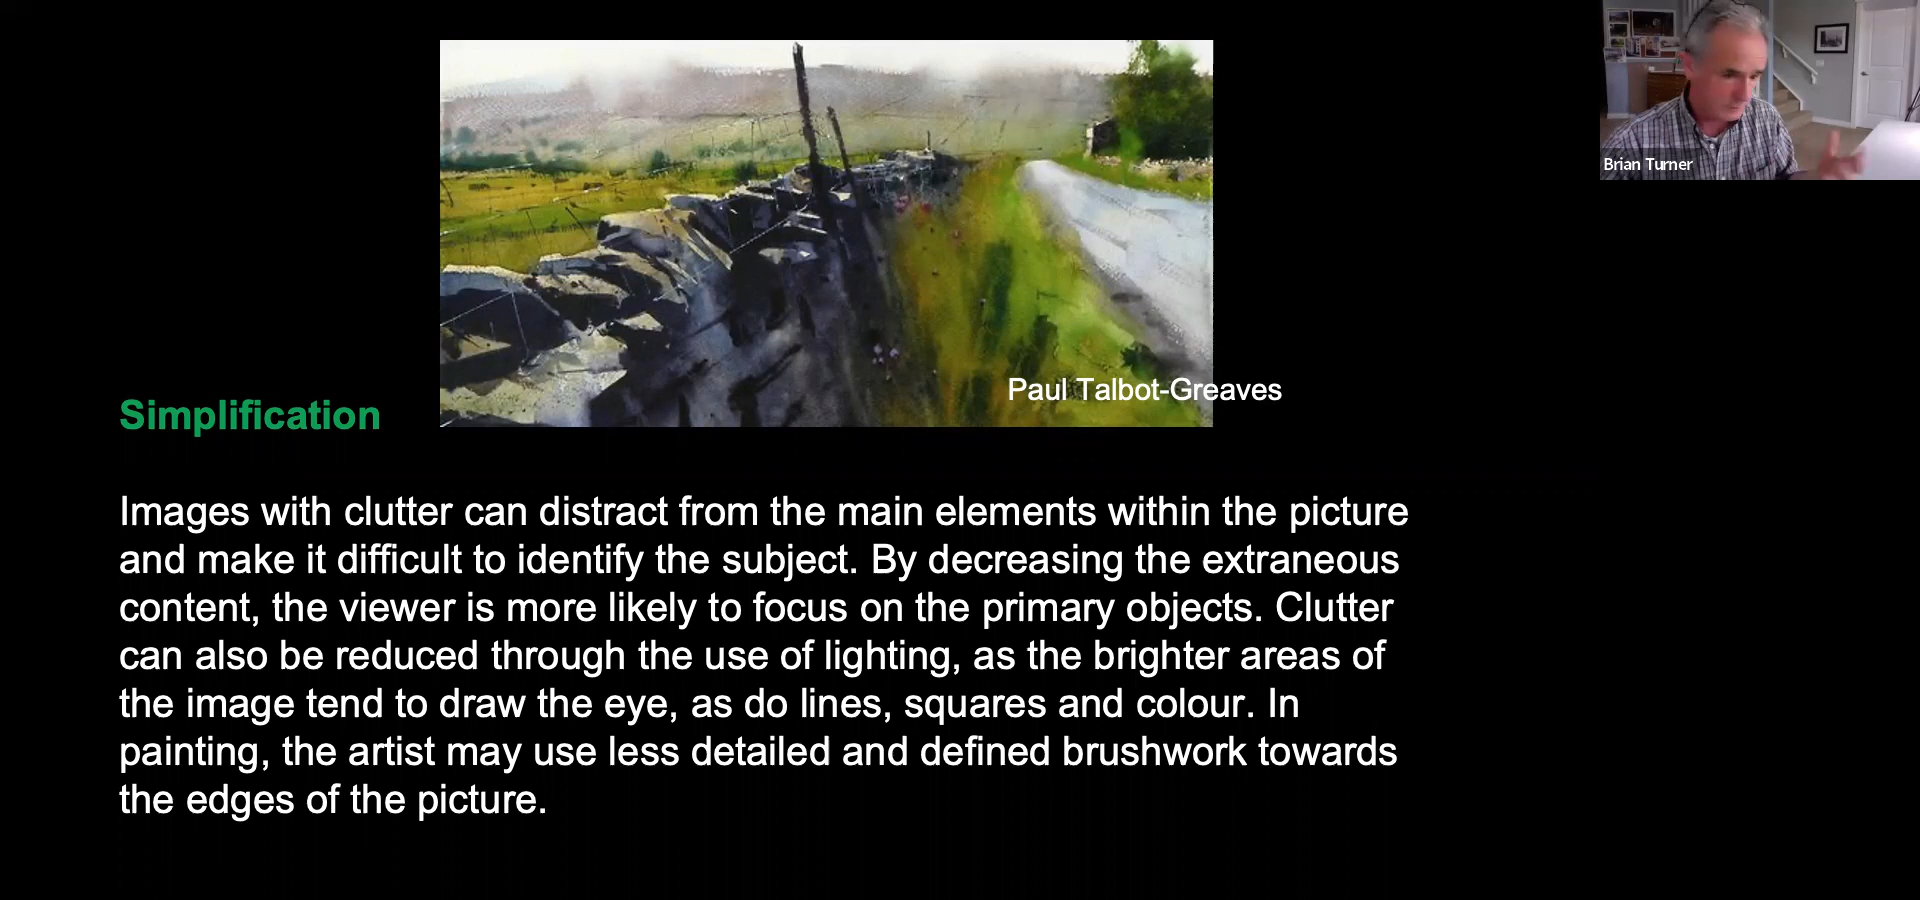 Brian Turner
Paul Talbot-Greaves
Simplification
Images with clutter can distract from the main elements within the picture
and make it difficult to identify the subject. By decreasing the extraneous
content, the viewer is more likely to focus on the primary objects. Clutter
can also be reduced through the use of lighting, as the brighter areas of
the image tend to draw the eye, as do lines, squares and colour. In
painting, the artist may use less detailed and defined brushwork towards
the edges of the picture.